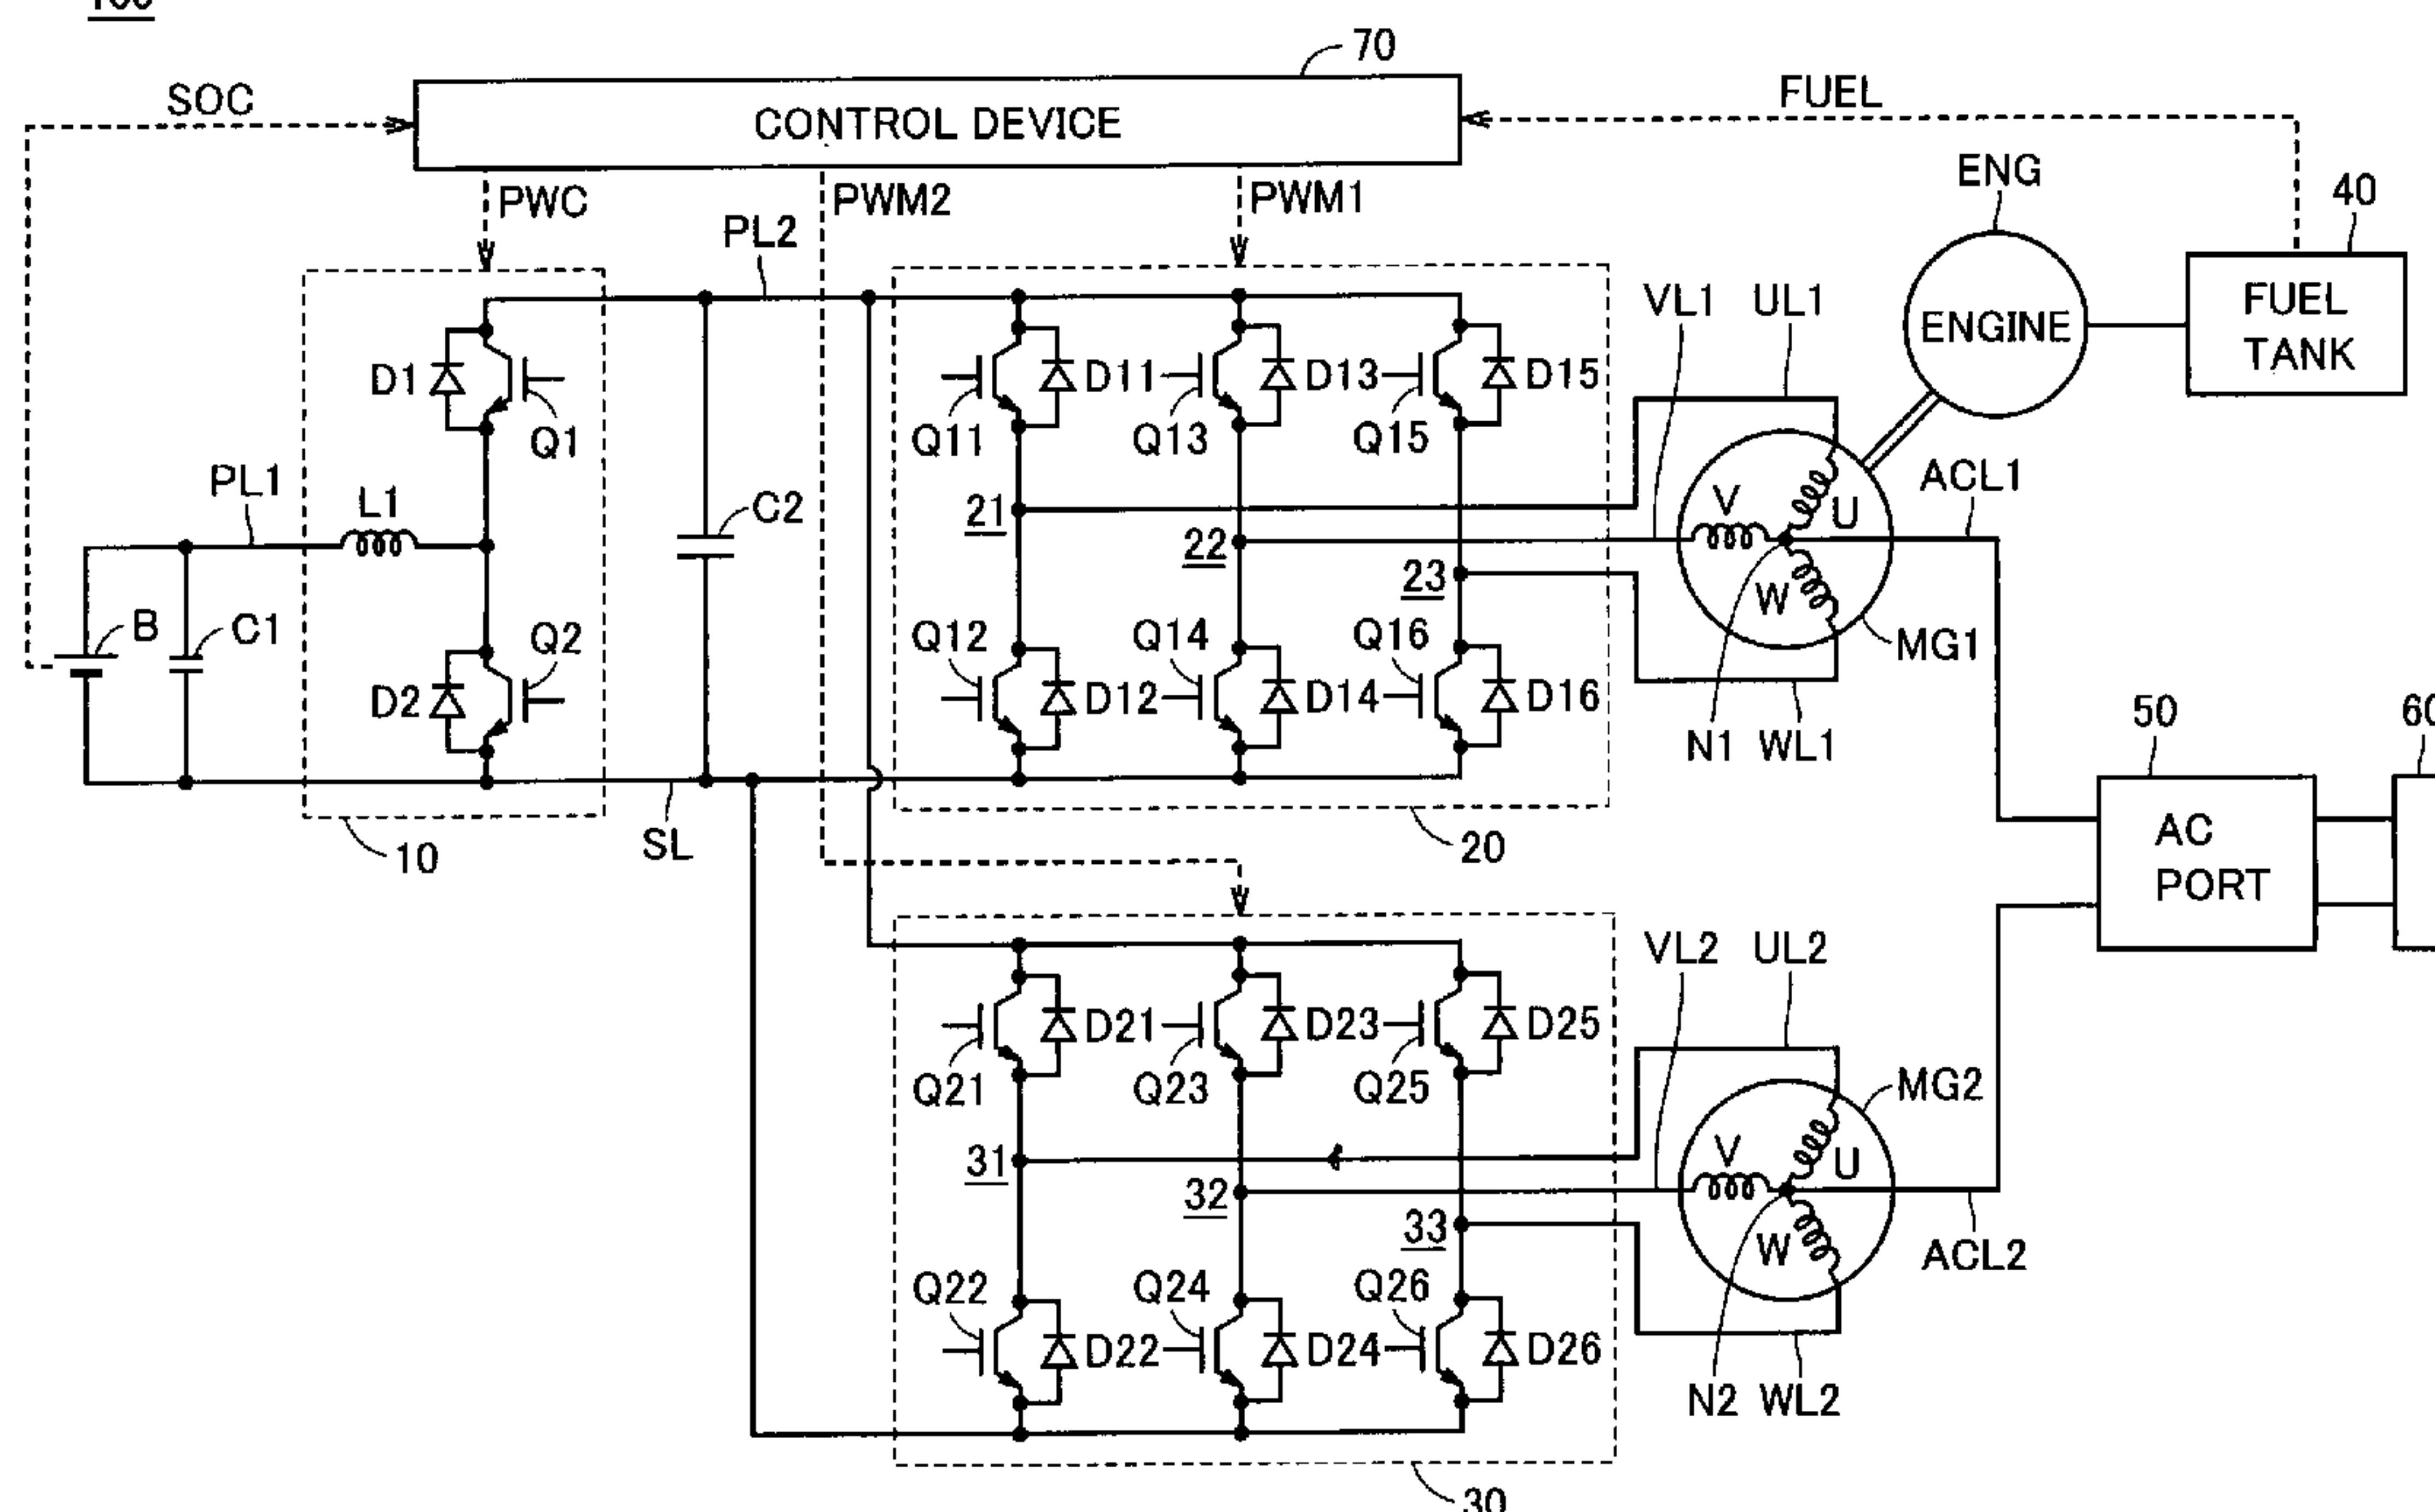 70
SOC
CONTROL DEVICE
FUEL
PWC
PWM2
PWM1
ENG
40
PL2
VL1
UL1
ENGINE
FUEL
TANK
D1
Q1
D11
D13
D15
Q11
Q13
Q15
PL1
L1
C2
21
22
23
V
U
W
ACL1
B
C1
Q2
D2
Q12
Q14
Q16
D12
D14
D16
MG1
N1
WL1
50
10
SL
20
AC
PORT
VL2
UL2
D21
D23
D25
Q21
Q23
Q25
MG2
31
32
33
V
U
W
ACL2
Q22
Q24
Q26
D22
D24
D26
N2
WL2
30